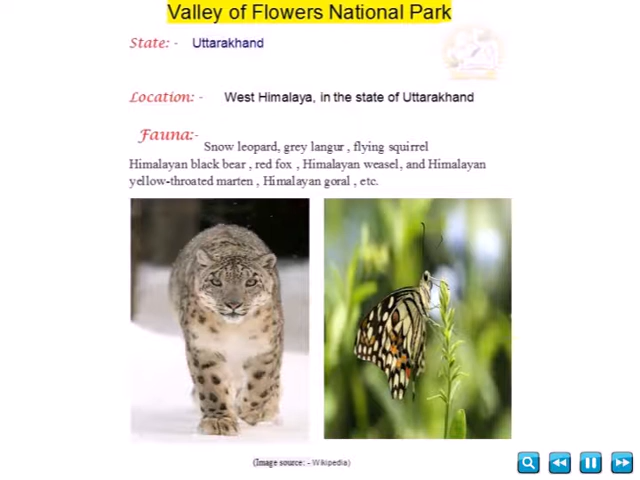 Valley of Flowers National Park
State: - Uttarakhand
Location: - West Himalaya, in the state of Uttarakhand
Fauna:-
Snow leopard, grey langur , flying squirrel
Himalayan black bear , red fox , Himalayan weasel, and Himalayan
yellow-throated marten , Himalayan goral , etc.
(Image source: - Wikipedia)